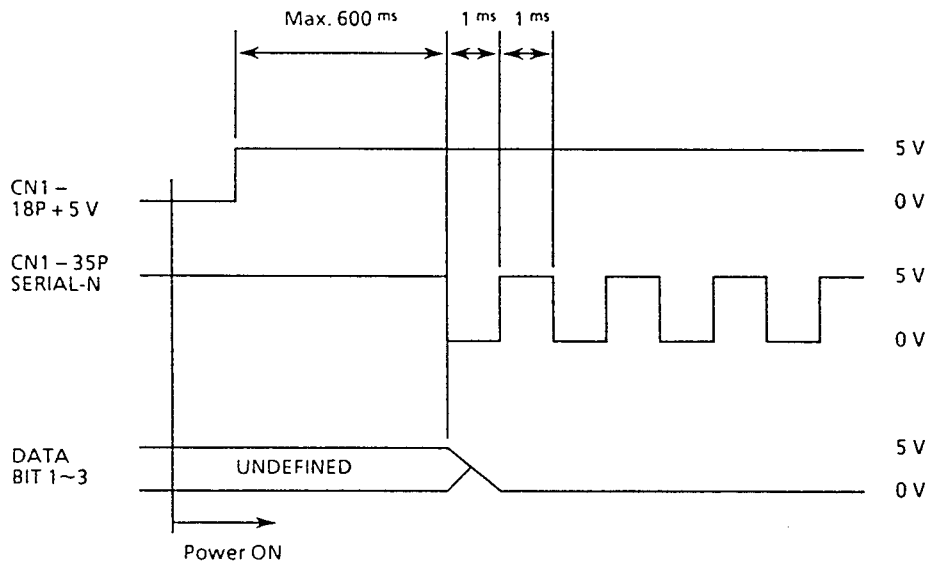 Max. 600 ms
1 ms
1 ms
CN1 –
18P + 5 V
5 V
0 V
CN1 – 35P
SERIAL-N
5 V
0 V
DATA
BIT 1~3
UNDEFINED
5 V
0 V
Power ON